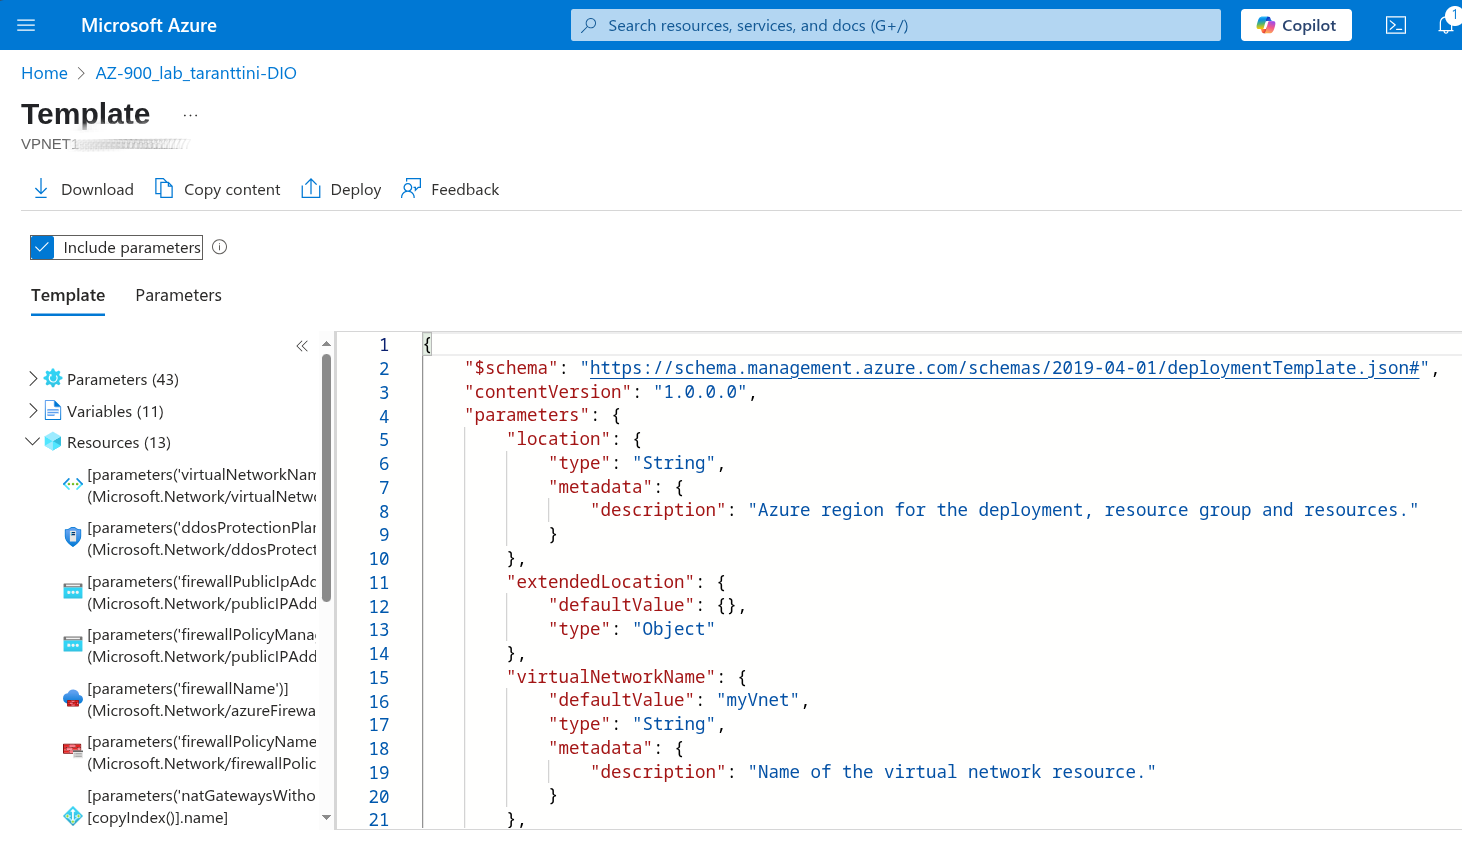 Microsoft Azure
Search resources, services, and docs (G+/)
Copilot
1
Home > AZ-900_lab_taranttini-DIO
Template ...
VPNET1
Download
Copy content
Deploy
Feedback
Include parameters
Template
Parameters
Parameters (43)
Variables (11)
Resources (13)
[parameters('virtualNetworkNam
(Microsoft.Network/virtualNetwo
[parameters('ddosProtectionPlan
(Microsoft.Network/ddosProtect
[parameters('firewallPublicIpAdd
(Microsoft.Network/publicIPAdd
[parameters('firewallPolicyManag
(Microsoft.Network/publicIPAdd
[parameters('firewallName')]
(Microsoft.Network/azureFirewa
[parameters('firewallPolicyName
(Microsoft.Network/firewallPolic
[parameters('natGatewaysWitho
[copyIndex()].name]
1 {
2 "$schema": "https://schema.management.azure.com/schemas/2019-04-01/deploymentTemplate.json#",
3 "contentVersion": "1.0.0.0",
4 "parameters": {
5 "location": {
6 "type": "String",
7 "metadata": {
8 "description": "Azure region for the deployment, resource group and resources."
9 }
10 },
11 "extendedLocation": {
12 "defaultValue": {},
13 "type": "Object"
14 },
15 "virtualNetworkName": {
16 "defaultValue": "myVnet",
17 "type": "String",
18 "metadata": {
19 "description": "Name of the virtual network resource."
20 }
21 },